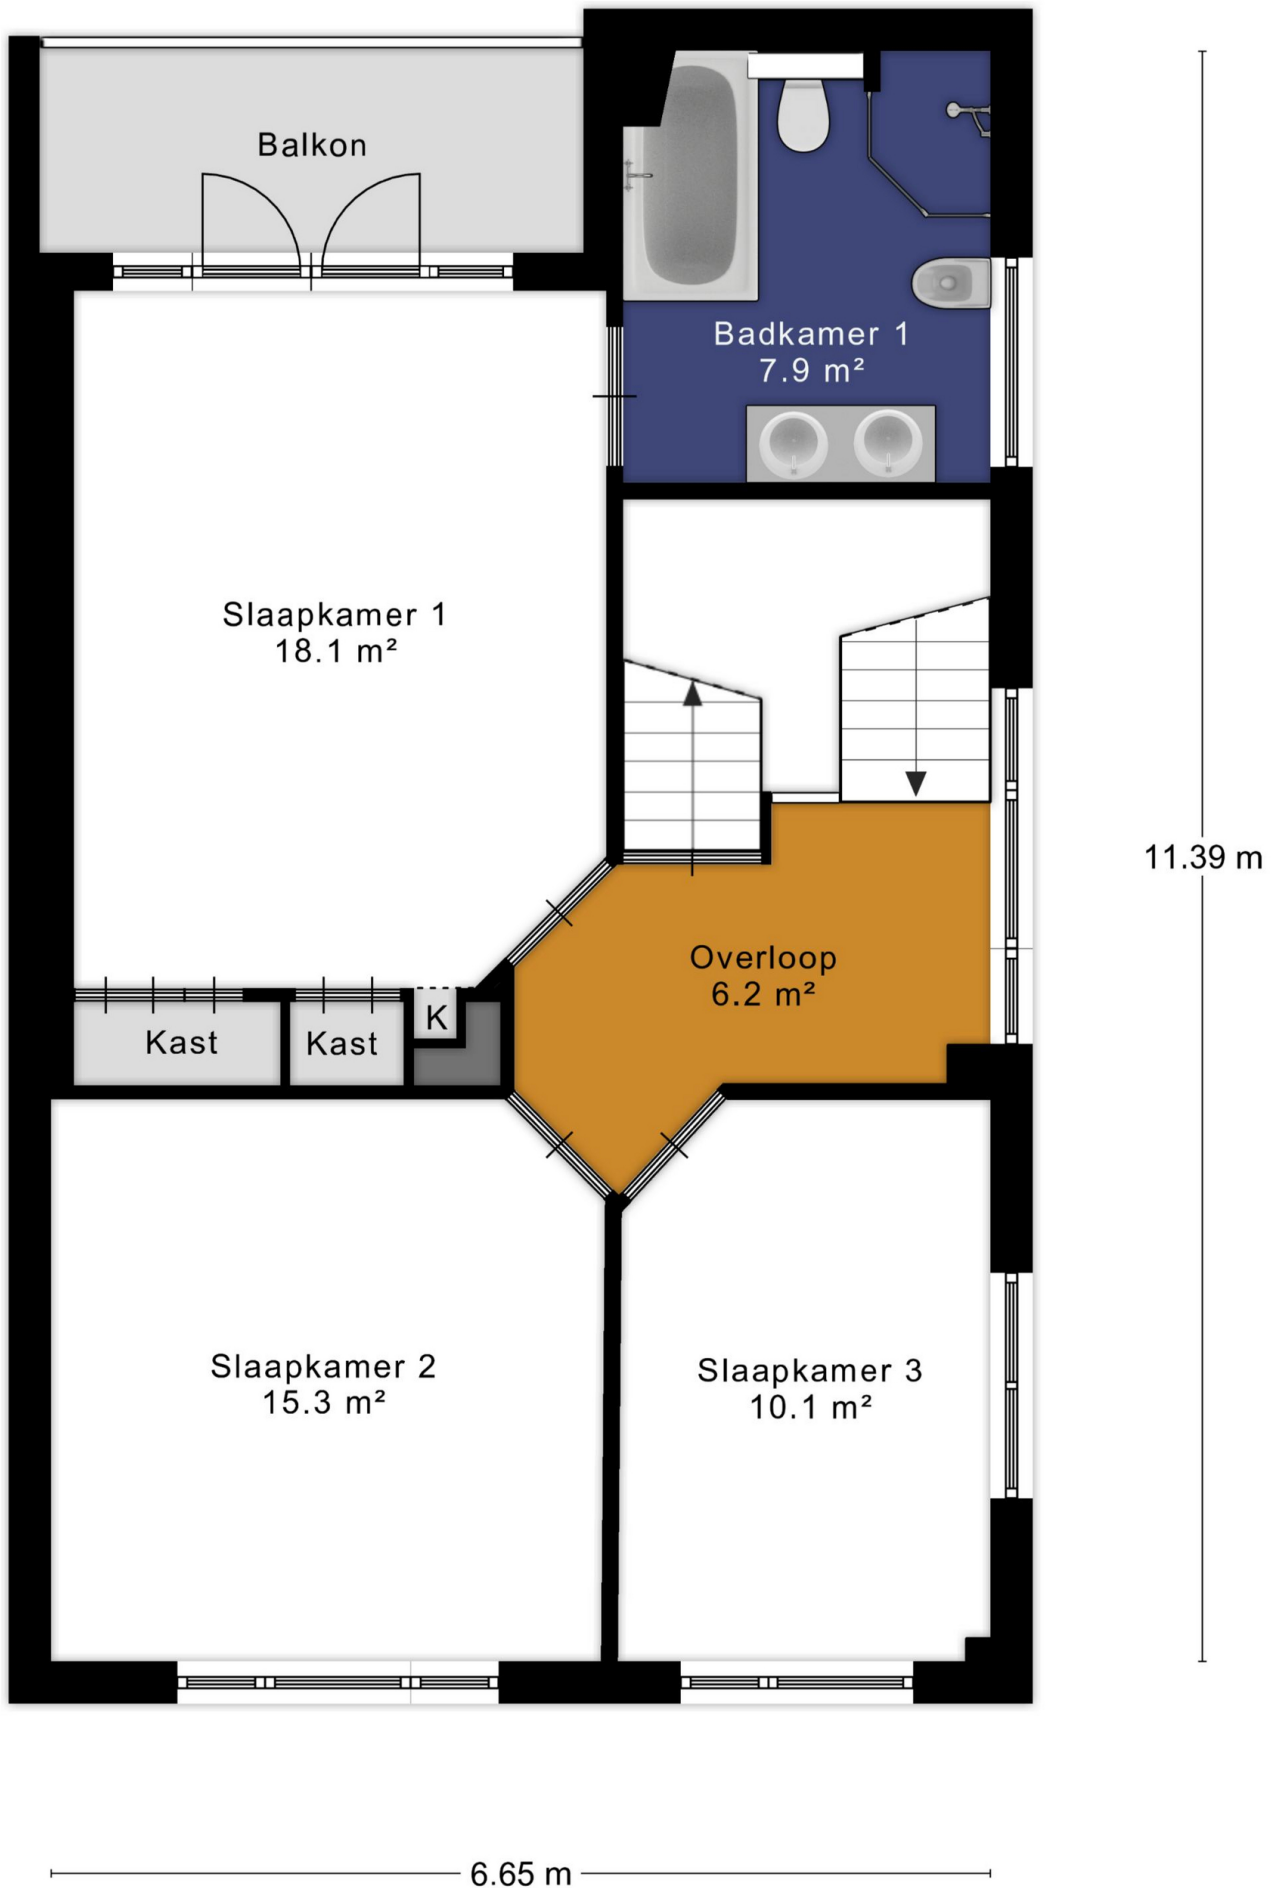 Balkon
Badkamer 1
7.9 m²
Slaapkamer 1
18.1 m²
11.39 m
Overloop
6.2 m²
Kast
Kast
K
Slaapkamer 2
15.3 m²
Slaapkamer 3
10.1 m²
6.65 m